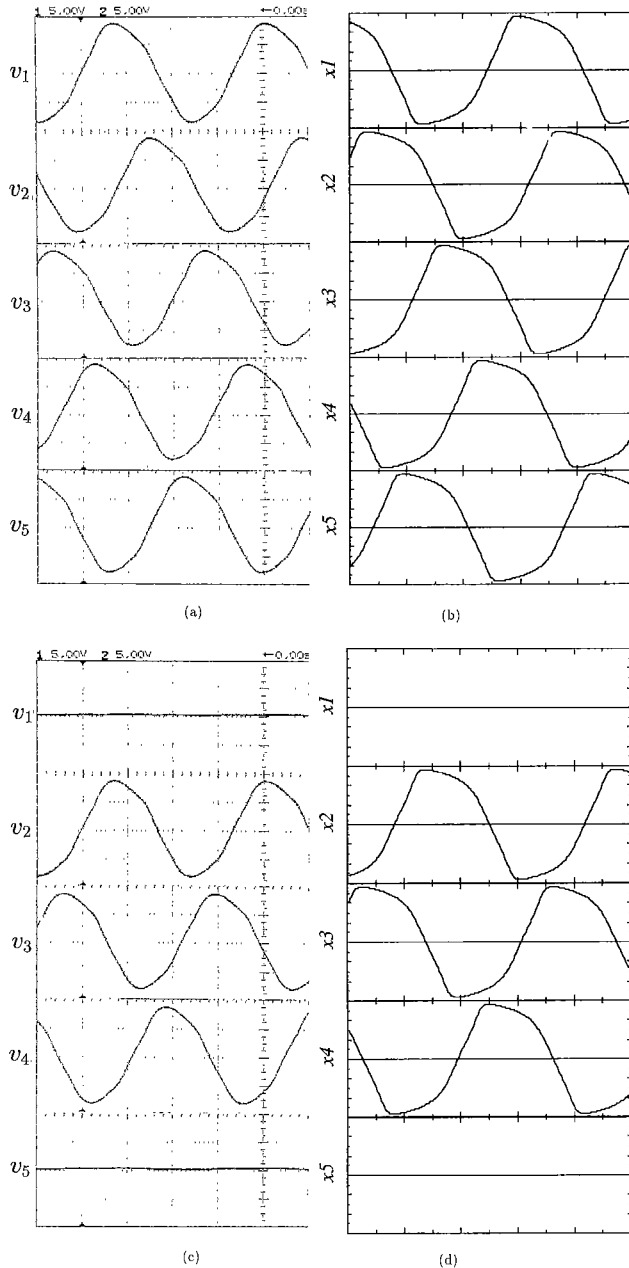 1 5.00V 2 5.00V ←0.00s
v1
v2
v3
v4
v5
x1
x2
x3
x4
x5
(a)
(b)
1 5.00V 2 5.00V ←0.00s
v1
v2
v3
v4
v5
x1
x2
x3
x4
x5
(c)
(d)